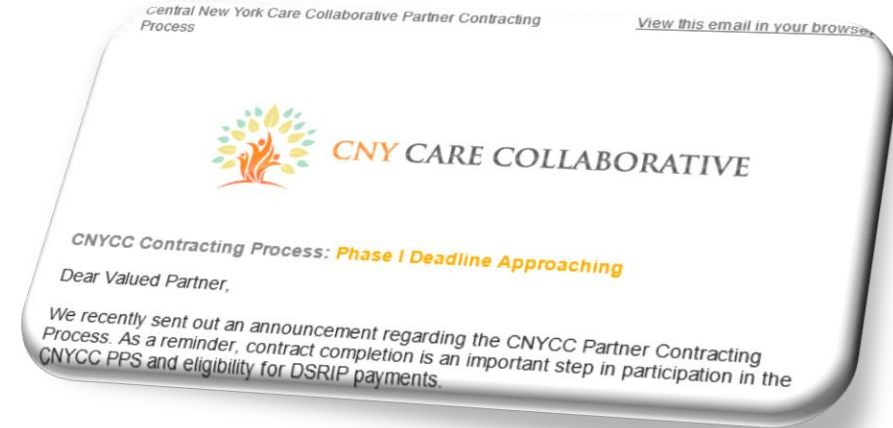 Central New York Care Collaborative Partner Contracting
Process
View this email in your browser
CNY CARE COLLABORATIVE
CNYCC Contracting Process: Phase I Deadline Approaching
Dear Valued Partner,
We recently sent out an announcement regarding the CNYCC Partner Contracting
Process. As a reminder, contract completion is an important step in participation in the
CNYCC PPS and eligibility for DSRIP payments.